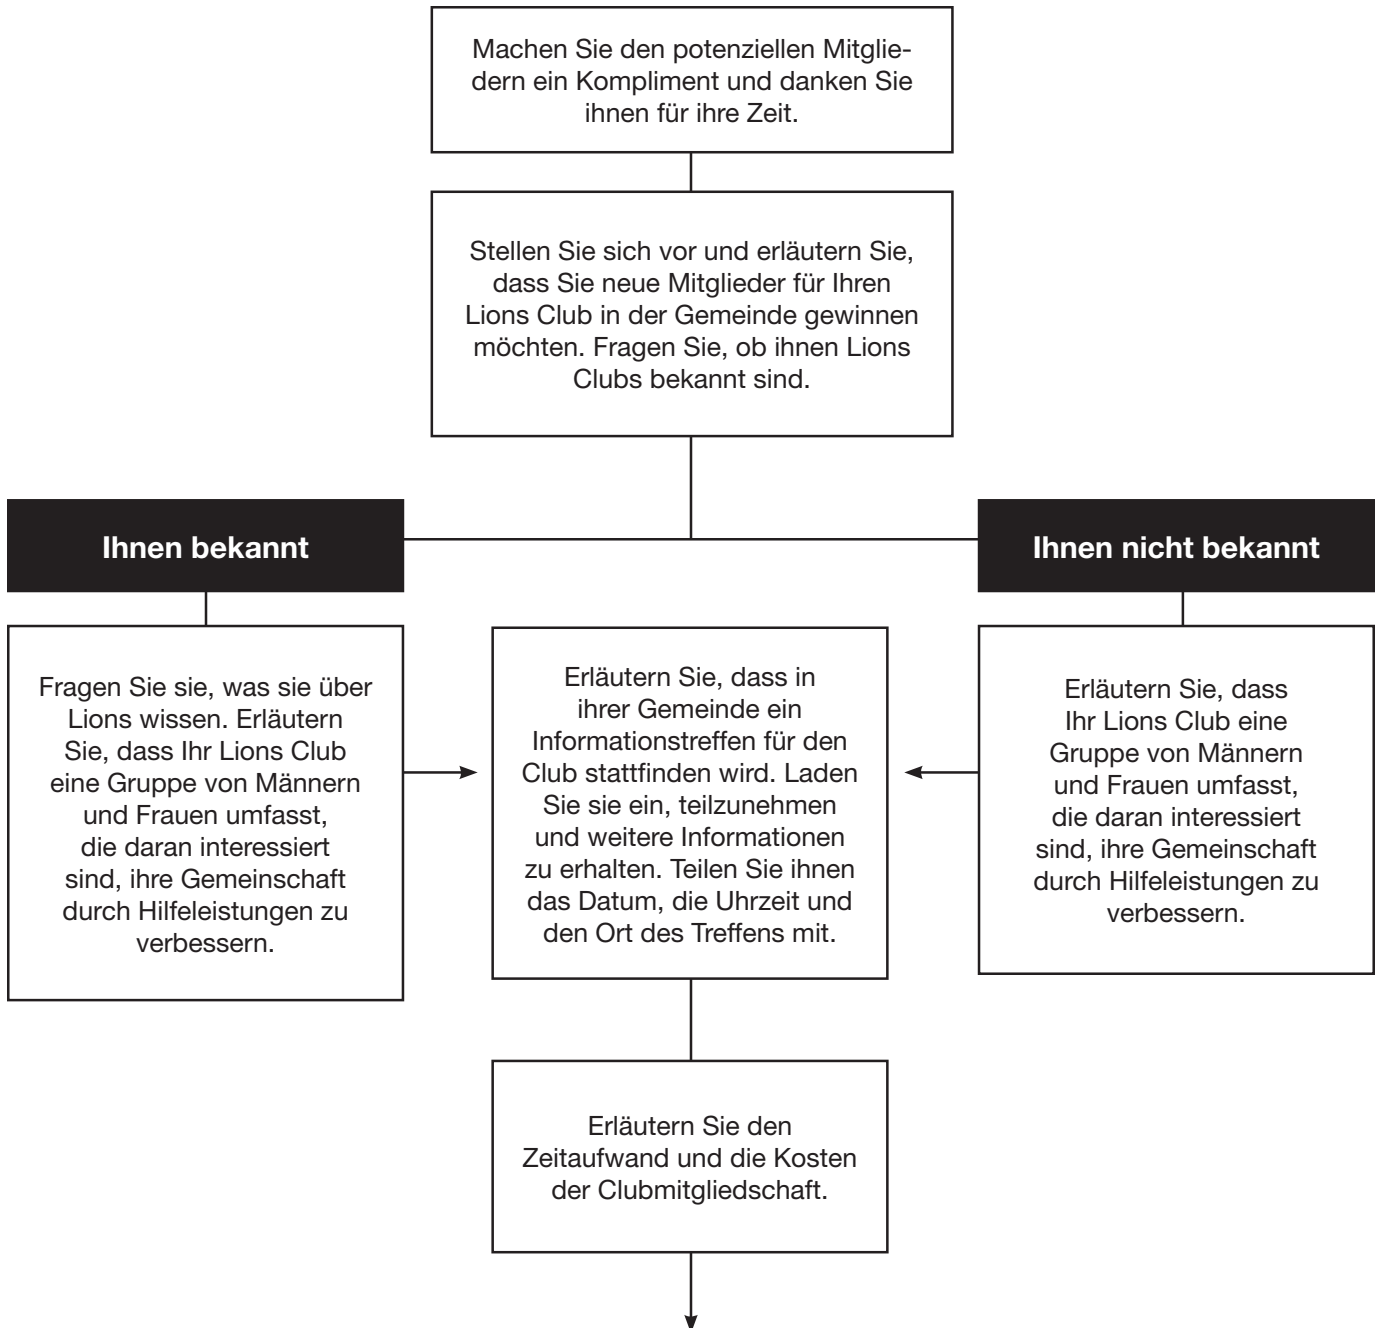 Machen Sie den potenziellen Mitglie-
dern ein Kompliment und danken Sie
ihnen für ihre Zeit.
Stellen Sie sich vor und erläutern Sie,
dass Sie neue Mitglieder für Ihren
Lions Club in der Gemeinde gewinnen
möchten. Fragen Sie, ob ihnen Lions
Clubs bekannt sind.
Ihnen bekannt
Ihnen nicht bekannt
Fragen Sie sie, was sie über
Lions wissen. Erläutern
Sie, dass Ihr Lions Club
eine Gruppe von Männern
und Frauen umfasst,
die daran interessiert
sind, ihre Gemeinschaft
durch Hilfeleistungen zu
verbessern.
Erläutern Sie, dass in
ihrer Gemeinde ein
Informationstreffen für den
Club stattfinden wird. Laden
Sie sie ein, teilzunehmen
und weitere Informationen
zu erhalten. Teilen Sie ihnen
das Datum, die Uhrzeit und
den Ort des Treffens mit.
Erläutern Sie, dass
Ihr Lions Club eine
Gruppe von Männern
und Frauen umfasst,
die daran interessiert
sind, ihre Gemeinschaft
durch Hilfeleistungen zu
verbessern.
Erläutern Sie den
Zeitaufwand und die Kosten
der Clubmitgliedschaft.